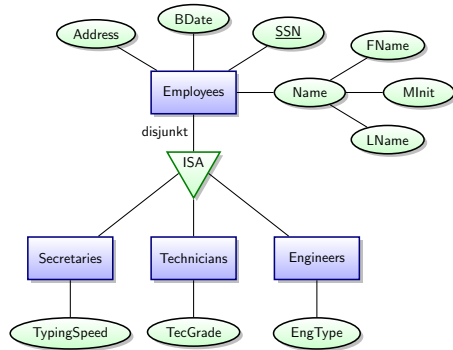 BDate
Address
SSN
FName
Employees
Name
MInit
disjunkt
LName
ISA
Secretaries
Technicians
Engineers
TypingSpeed
TecGrade
EngType